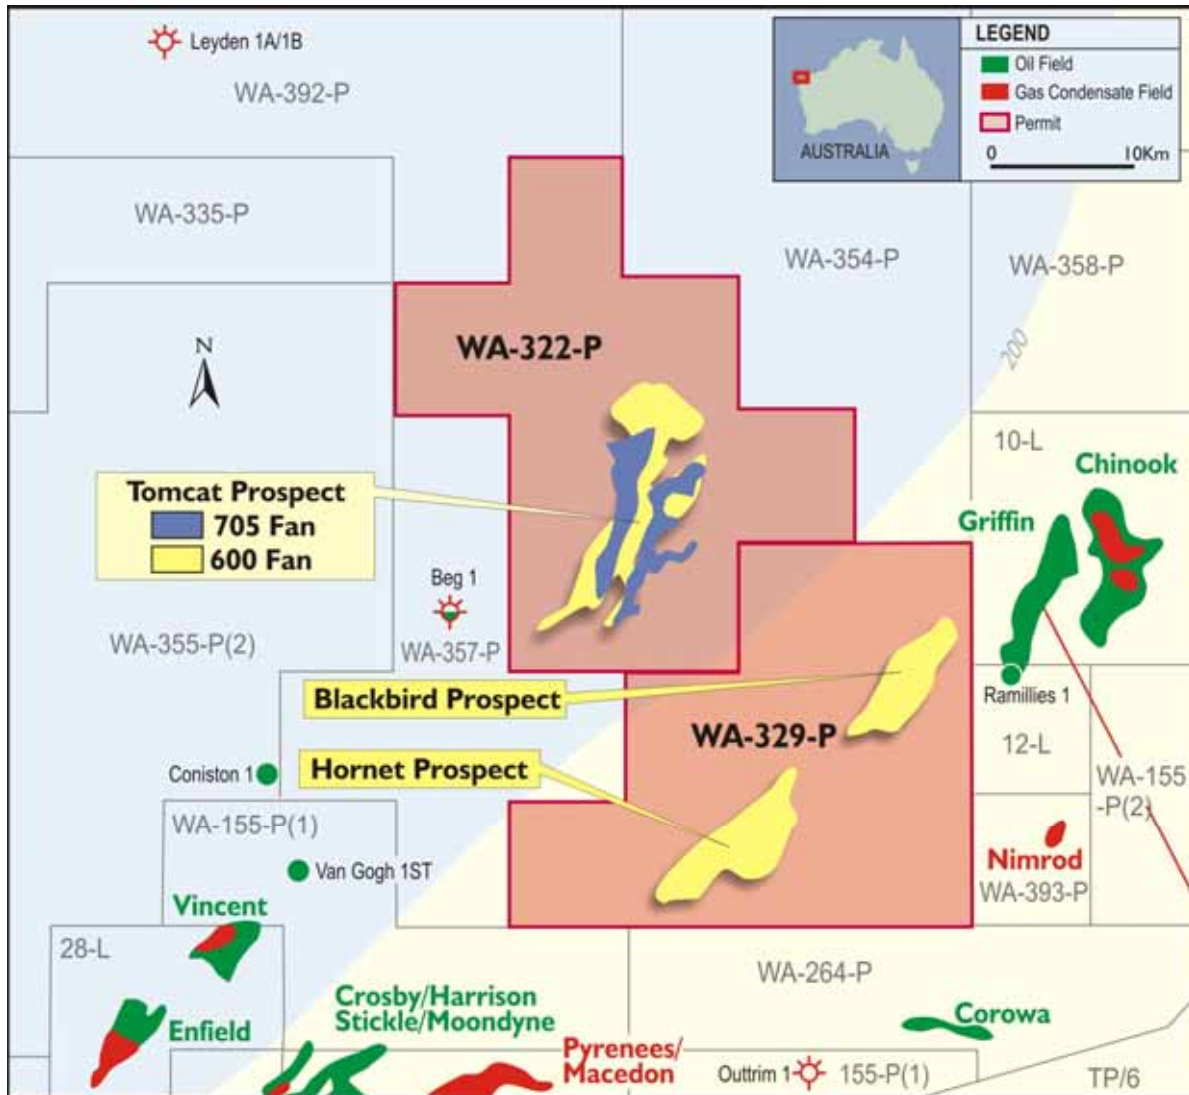 Leyden 1A/1B
WA-392-P
LEGEND
Oil Field
Gas Condensate Field
Permit
0 10Km
AUSTRALIA
WA-335-P
WA-354-P
WA-358-P
200
N
WA-322-P
10-L
Chinook
Griffin
Tomcat Prospect
705 Fan
600 Fan
Beg 1
WA-355-P(2)
WA-357-P
Blackbird Prospect
Ramillies 1
WA-329-P
12-L
Hornet Prospect
Coniston 1
WA-155
-P(2)
WA-155-P(1)
Nimrod
WA-393-P
Van Gogh 1ST
Vincent
28-L
WA-264-P
Crosby/Harrison
Stickle/Moondyne
Enfield
Corowa
Pyrenees/
Macedon
Outtrim 1
155-P(1)
TP/6